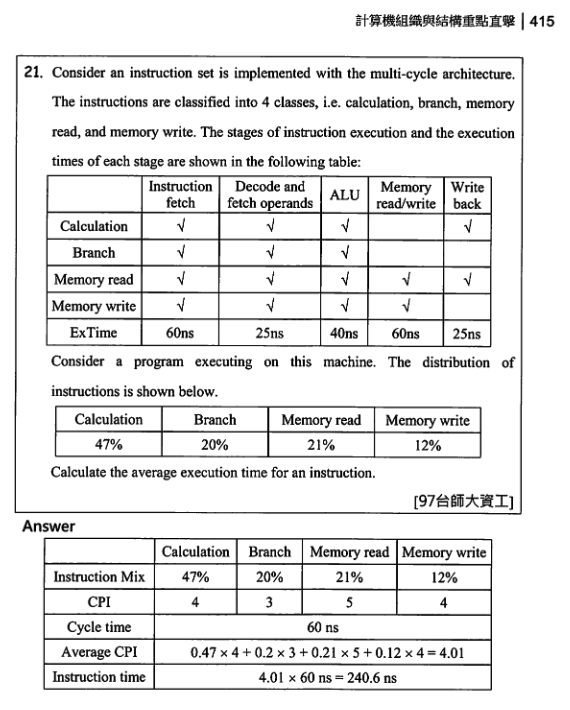 計算機組織與結構重點直擊 | 415
21. Consider an instruction set is implemented with the multi-cycle architecture.
The instructions are classified into 4 classes, i.e. calculation, branch, memory
read, and memory write. The stages of instruction execution and the execution
times of each stage are shown in the following table:
Instruction fetch Decode and fetch operands ALU Memory read/write Write back
Calculation √ √ √ √
Branch √ √ √
Memory read √ √ √ √ √
Memory write √ √ √ √
ExTime 60ns 25ns 40ns 60ns 25ns
Consider a program executing on this machine. The distribution of
instructions is shown below.
Calculation Branch Memory read Memory write
47% 20% 21% 12%
Calculate the average execution time for an instruction.
[97台師大資工]
Answer
Calculation Branch Memory read Memory write
Instruction Mix 47% 20% 21% 12%
CPI 4 3 5 4
Cycle time 60 ns
Average CPI 0.47 × 4 + 0.2 × 3 + 0.21 × 5 + 0.12 × 4 = 4.01
Instruction time 4.01 × 60 ns = 240.6 ns